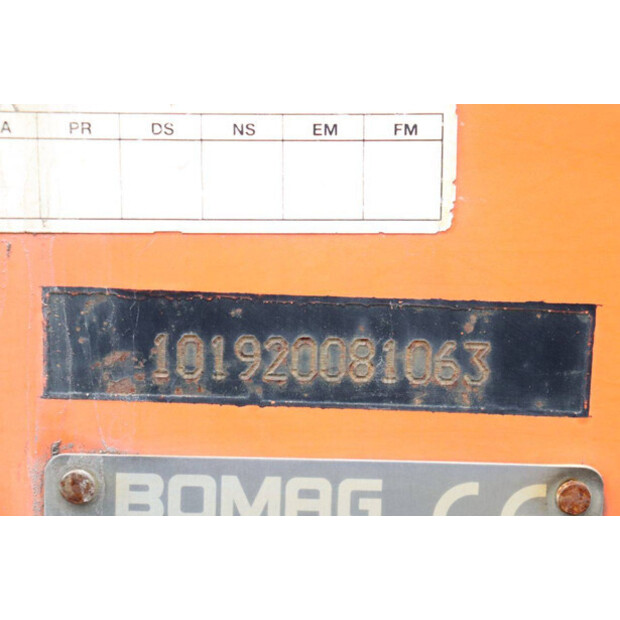 A PR DS NS EM FM
101920081063
BOMAG CE